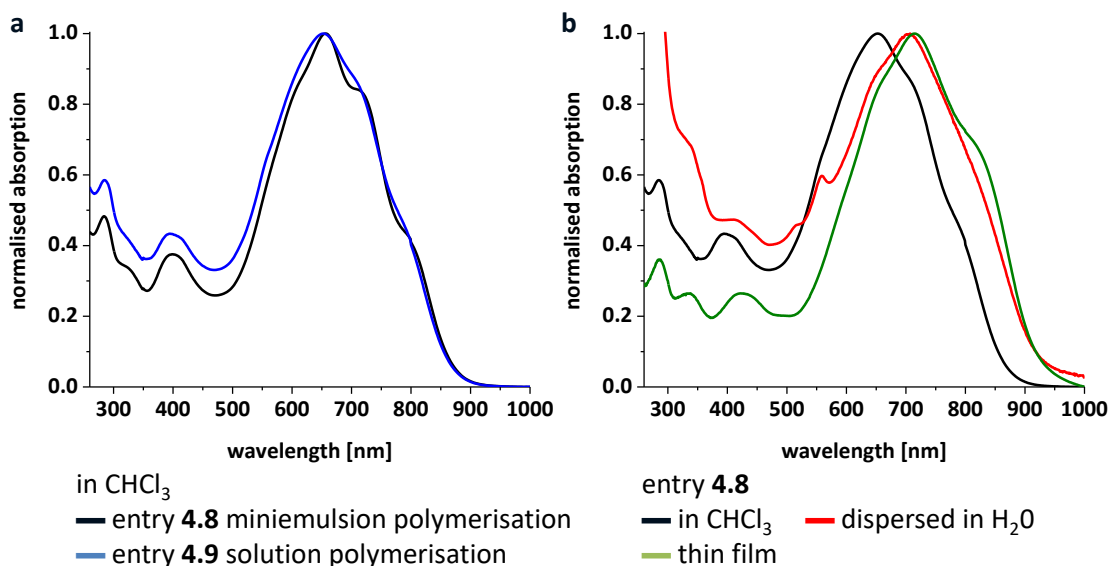 a
1.0
0.8
0.6
0.4
0.2
0.0
normalised absorption
300 400 500 600 700 800 900 1000
wavelength [nm]
in CHCl₃
entry 4.8 miniemulsion polymerisation
entry 4.9 solution polymerisation
b
1.0
0.8
0.6
0.4
0.2
0.0
normalised absorption
300 400 500 600 700 800 900 1000
wavelength [nm]
entry 4.8
in CHCl₃ dispersed in H₂0
thin film